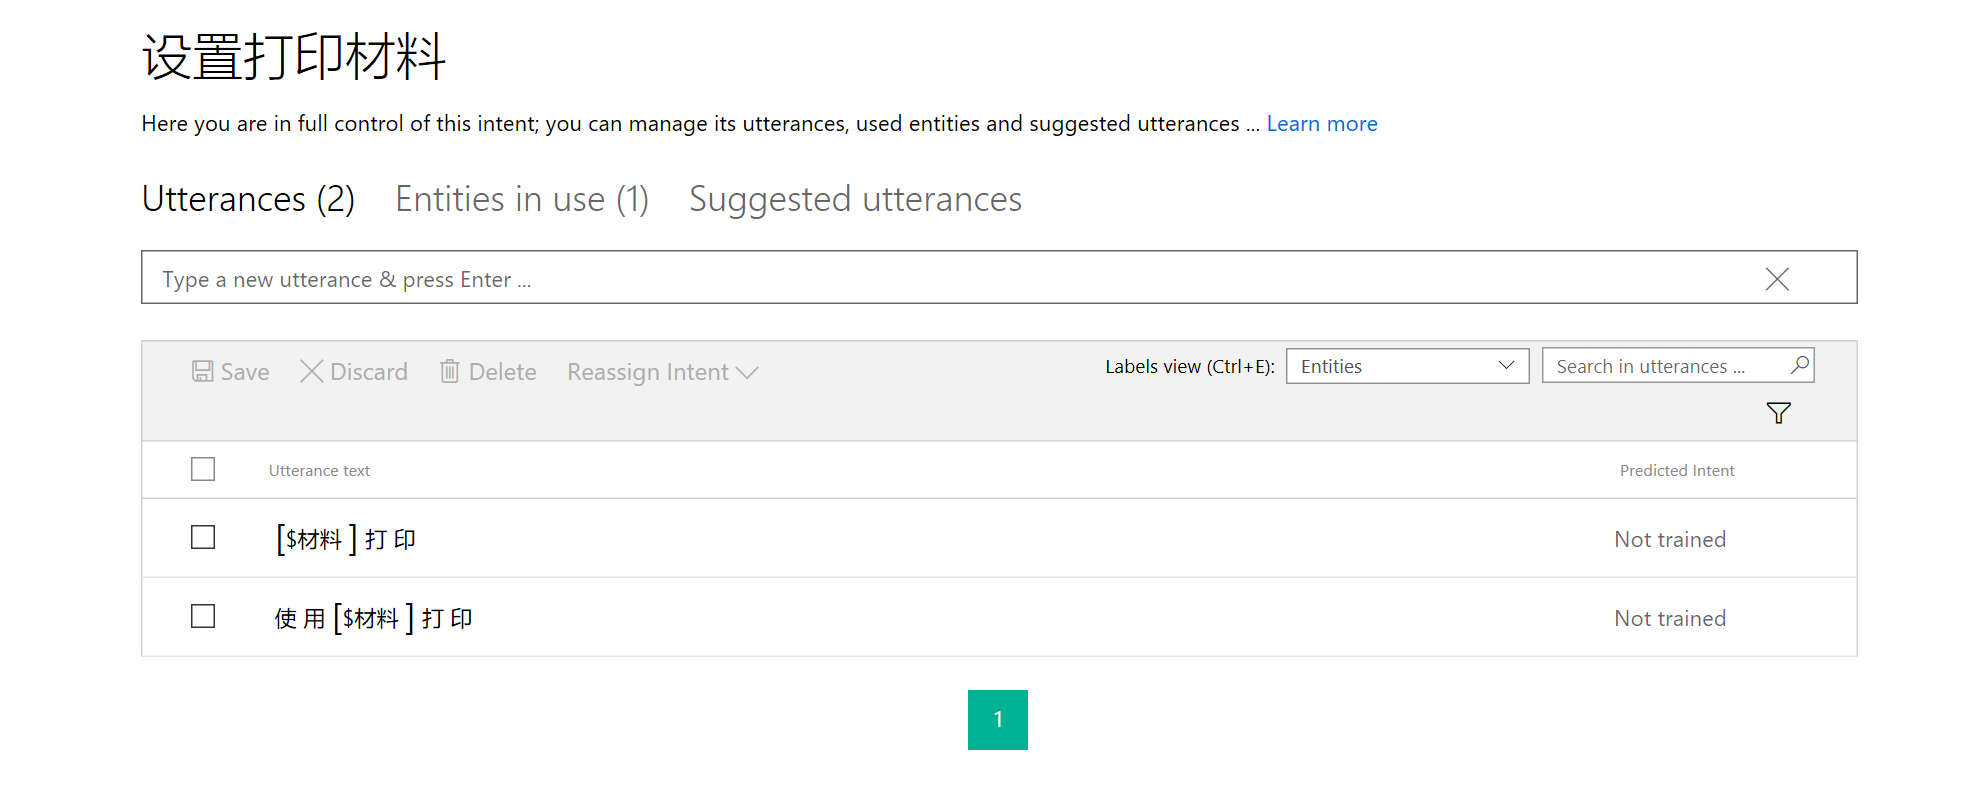 设置打印材料
Here you are in full control of this intent; you can manage its utterances, used entities and suggested utterances ... Learn more
Utterances (2) Entities in use (1) Suggested utterances
Type a new utterance & press Enter ...
Save Discard Delete Reassign Intent Labels view (Ctrl+E): Entities Search in utterances ...
Utterance text Predicted Intent
[$材料 ] 打 印 Not trained
使 用 [$材料 ] 打 印 Not trained
1